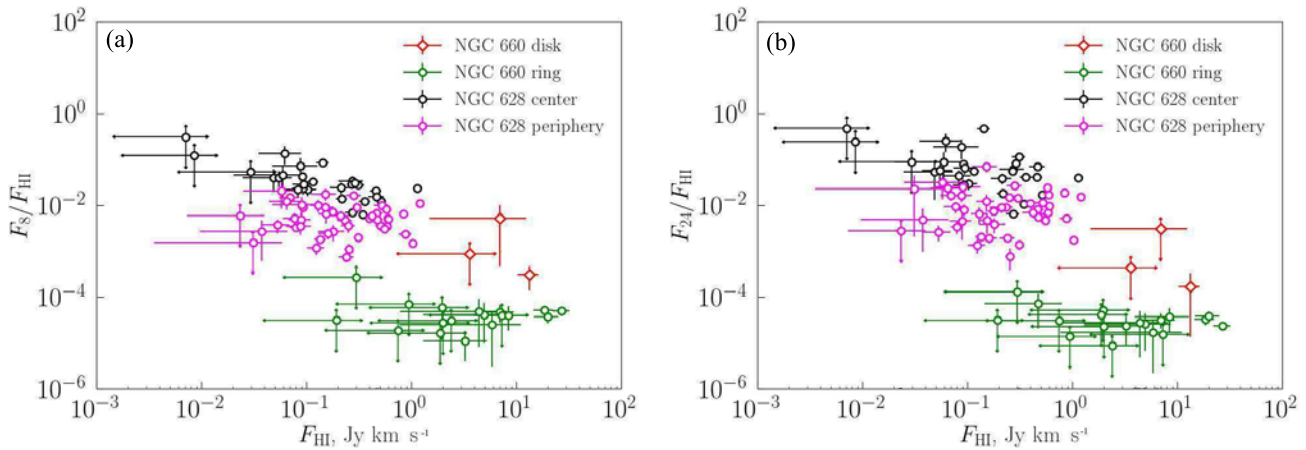 (a)
NGC 660 disk
NGC 660 ring
NGC 628 center
NGC 628 periphery
10²
10⁰
10⁻²
10⁻⁴
10⁻⁶
F₈/F_HI
10⁻³ 10⁻² 10⁻¹ 10⁰ 10¹ 10²
F_HI, Jy km s⁻¹
(b)
NGC 660 disk
NGC 660 ring
NGC 628 center
NGC 628 periphery
10²
10⁰
10⁻²
10⁻⁴
10⁻⁶
F₂₄/F_HI
10⁻³ 10⁻² 10⁻¹ 10⁰ 10¹ 10²
F_HI, Jy km s⁻¹